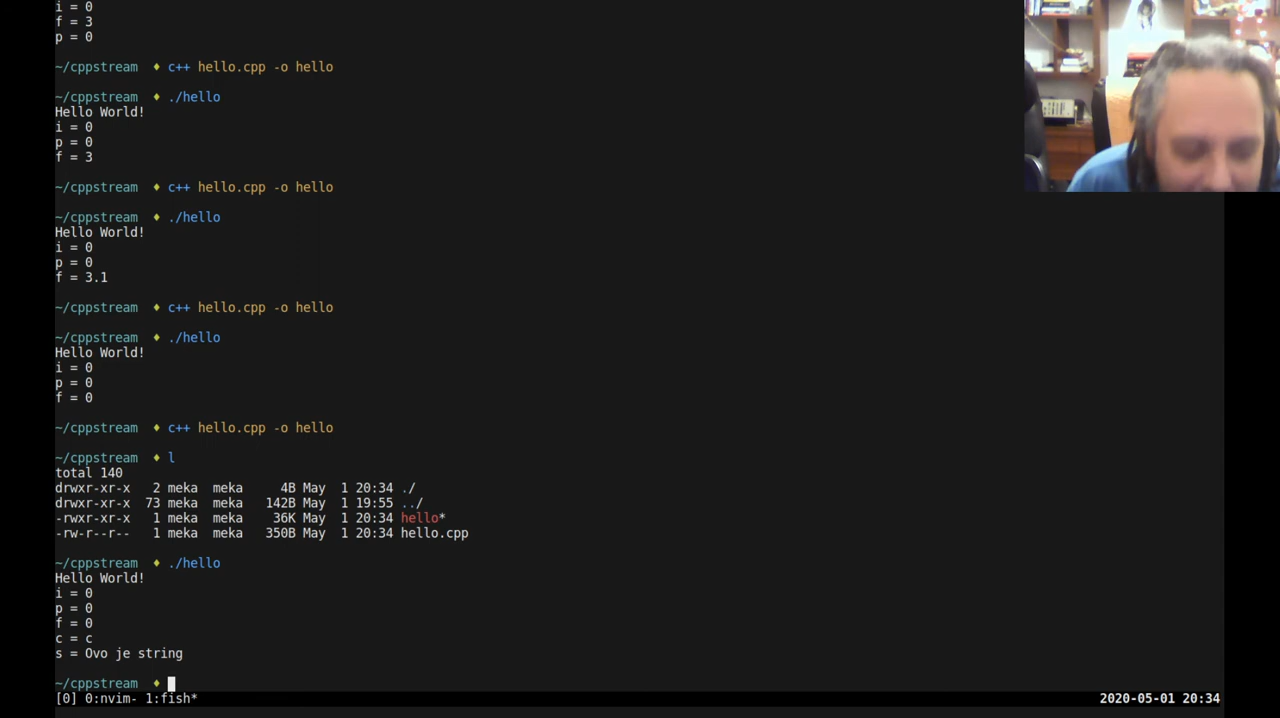 i = 0
f = 3
p = 0
~/cppstream ♦ c++ hello.cpp -o hello
~/cppstream ♦ ./hello
Hello World!
i = 0
p = 0
f = 3
~/cppstream ♦ c++ hello.cpp -o hello
~/cppstream ♦ ./hello
Hello World!
i = 0
p = 0
f = 3.1
~/cppstream ♦ c++ hello.cpp -o hello
~/cppstream ♦ ./hello
Hello World!
i = 0
p = 0
f = 0
~/cppstream ♦ c++ hello.cpp -o hello
~/cppstream ♦ l
total 140
drwxr-xr-x 2 meka meka 4B May 1 20:34 ./
drwxr-xr-x 73 meka meka 142B May 1 19:55 ../
-rwxr-xr-x 1 meka meka 36K May 1 20:34 hello*
-rw-r--r-- 1 meka meka 350B May 1 20:34 hello.cpp
~/cppstream ♦ ./hello
Hello World!
i = 0
p = 0
f = 0
c = c
s = Ovo je string
~/cppstream ♦
[0] 0:nvim- 1:fish* 2020-05-01 20:34